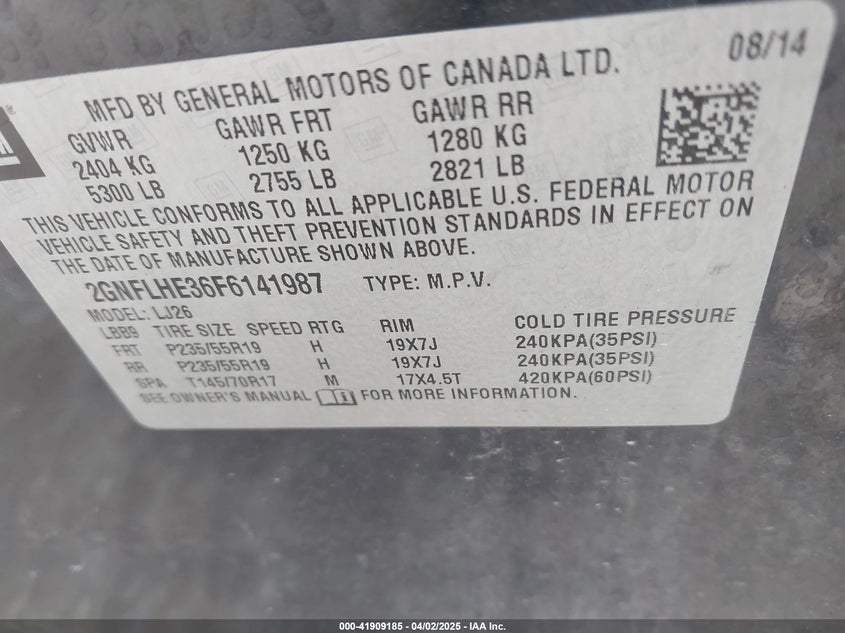 08/14
MFD BY GENERAL MOTORS OF CANADA LTD.
GVWR GAWR FRT GAWR RR
2404 KG 1250 KG 1280 KG
5300 LB 2755 LB 2821 LB
THIS VEHICLE CONFORMS TO ALL APPLICABLE U.S. FEDERAL MOTOR
VEHICLE SAFETY AND THEFT PREVENTION STANDARDS IN EFFECT ON
THE DATE OF MANUFACTURE SHOWN ABOVE.
2GNFLHE36F6141987 TYPE: M.P.V.
MODEL: LJ26
LBB9 TIRE SIZE SPEED RTG RIM COLD TIRE PRESSURE
FRT P235/55R19 H 19X7J 240KPA(35PSI)
RR P235/55R19 H 19X7J 240KPA(35PSI)
SPA T145/70R17 M 17X4.5T 420KPA(60PSI)
SEE OWNER'S MANUAL FOR MORE INFORMATION.
000-41909185 - 04/02/2025 - IAA Inc.